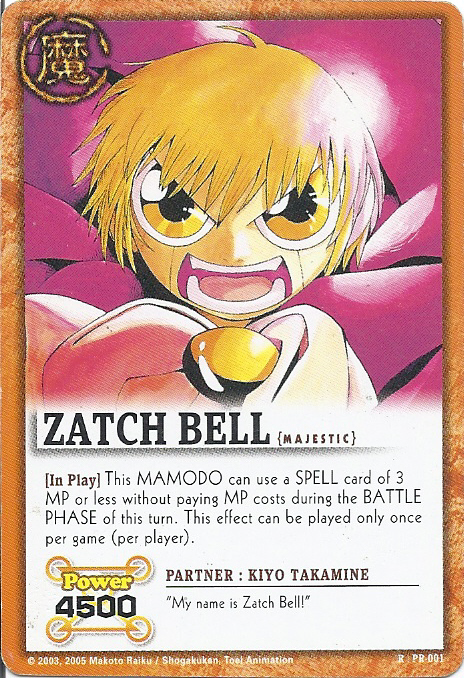 魔
ZATCH BELL {MAJESTIC}
[In Play] This MAMODO can use a SPELL card of 3
MP or less without paying MP costs during the BATTLE
PHASE of this turn. This effect can be played only once
per game (per player).
Power
4500
PARTNER : KIYO TAKAMINE
"My name is Zatch Bell!"
© 2003, 2005 Makoto Raiku / Shogakukan, Toei Animation
R PR-001